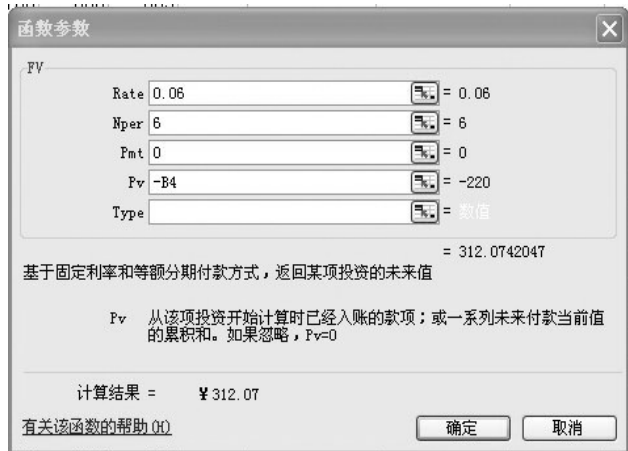 函数参数
FV
Rate 0.06 = 0.06
Nper 6 = 6
Pmt 0 = 0
Pv -B4 = -220
Type = 数值
= 312.0742047
基于固定利率和等额分期付款方式，返回某项投资的未来值
Pv 从该项投资开始计算时已经入账的款项；或一系列未来付款当前值
的累积和。如果忽略，Pv=0
计算结果 = ￥312.07
有关该函数的帮助(H)
确定 取消